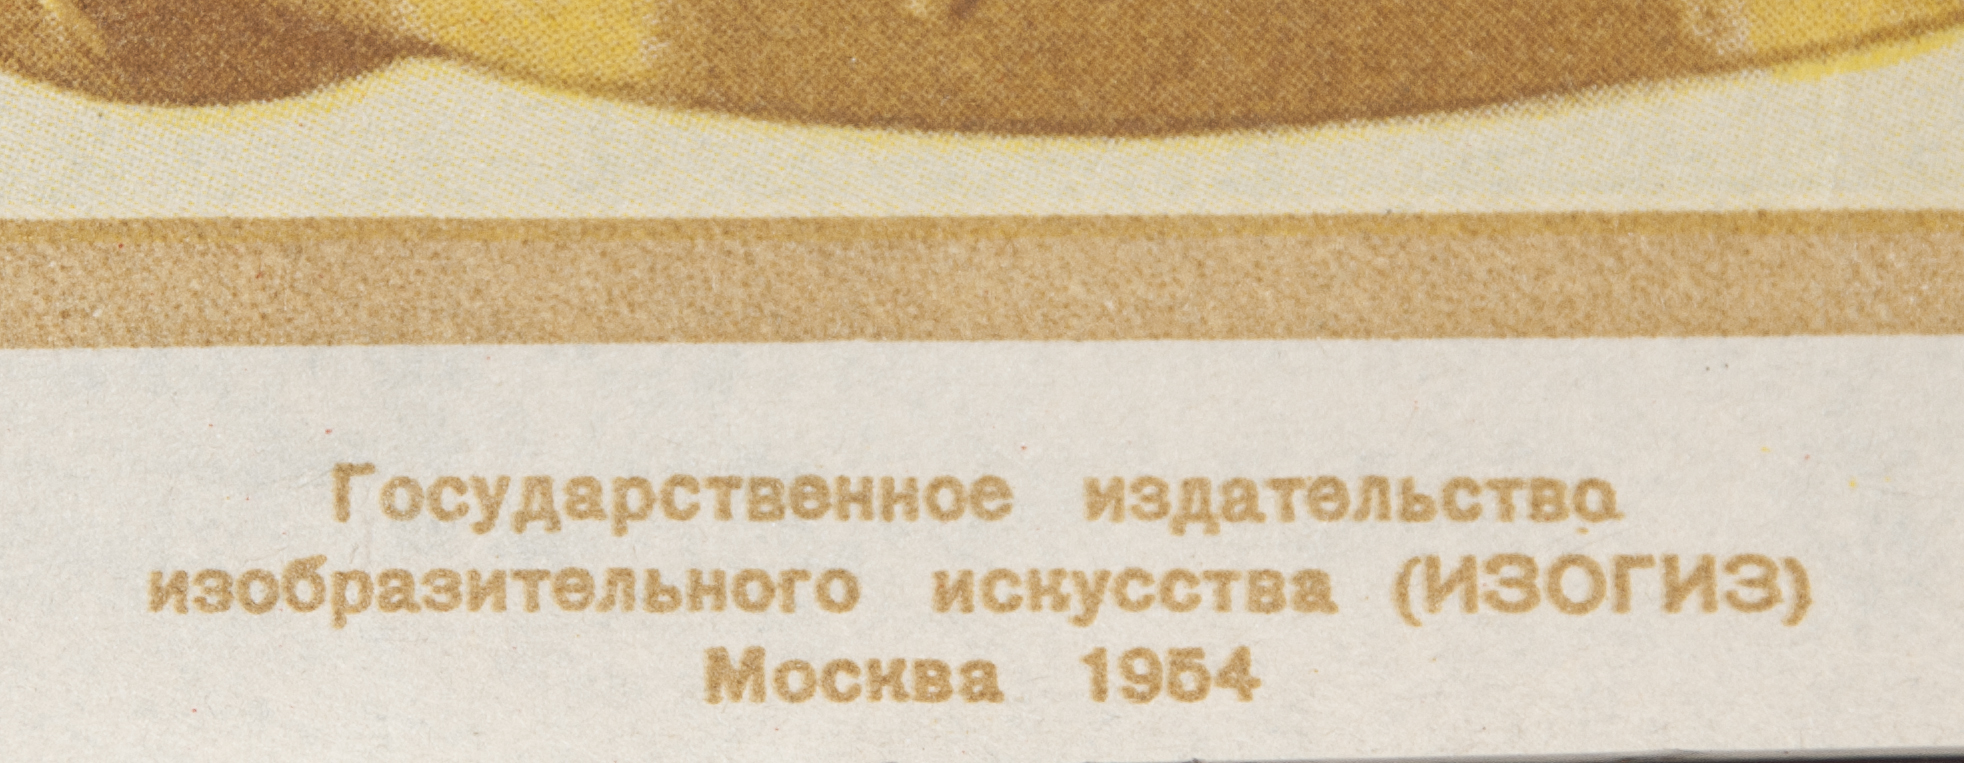 Государственное издательство
изобразительного искусства (ИЗОГИЗ)
Москва 1954